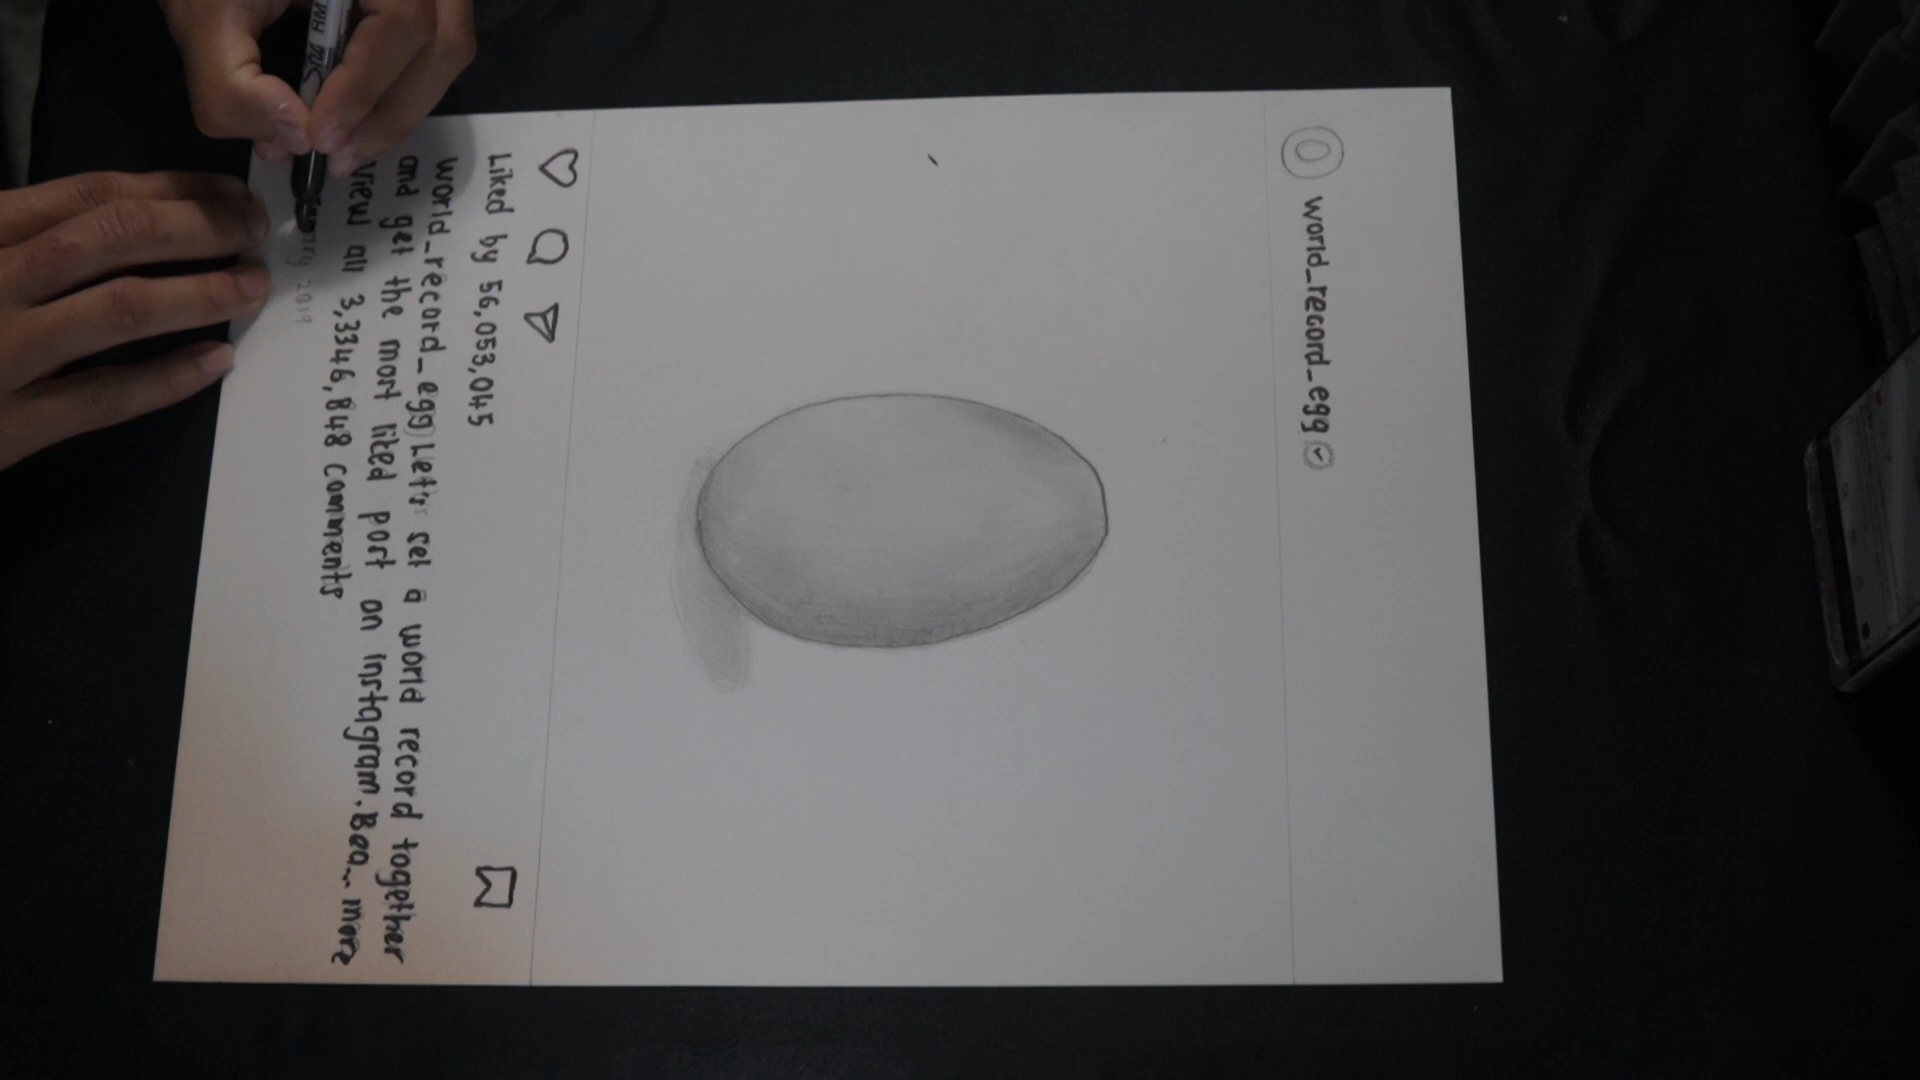 world_record_egg
Liked by 56,053,045
world_record_egg Let's set a world record together
and get the most liked post on instagram. Bea... more
View all 3,3346,848 comments
2019